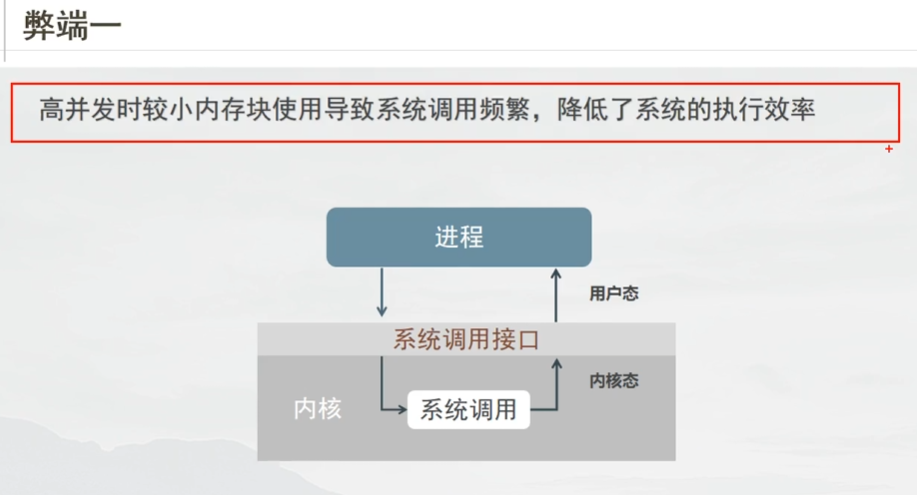 弊端一
高并发时较小内存块使用导致系统调用频繁，降低了系统的执行效率
进程
用户态
系统调用接口
内核态
内核
系统调用